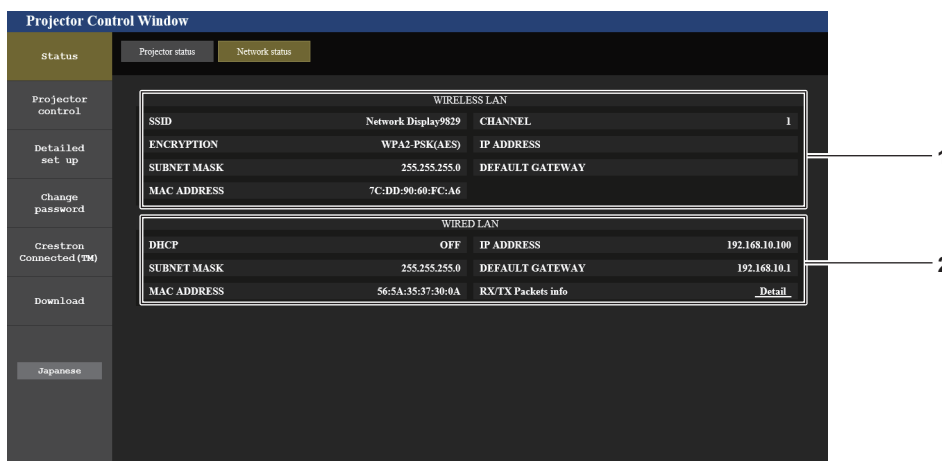 Projector Control Window
Status
Projector status
Network status
Projector
control
Detailed
set up
Change
password
Crestron
Connected(TM)
Download
Japanese
WIRELESS LAN
SSID Network Display9829 CHANNEL 1
ENCRYPTION WPA2-PSK(AES) IP ADDRESS
SUBNET MASK 255.255.255.0 DEFAULT GATEWAY
MAC ADDRESS 7C:DD:90:60:FC:A6
1
WIRED LAN
DHCP OFF IP ADDRESS 192.168.10.100
SUBNET MASK 255.255.255.0 DEFAULT GATEWAY 192.168.10.1
MAC ADDRESS 56:5A:35:37:30:0A RX/TX Packets info Detail
2